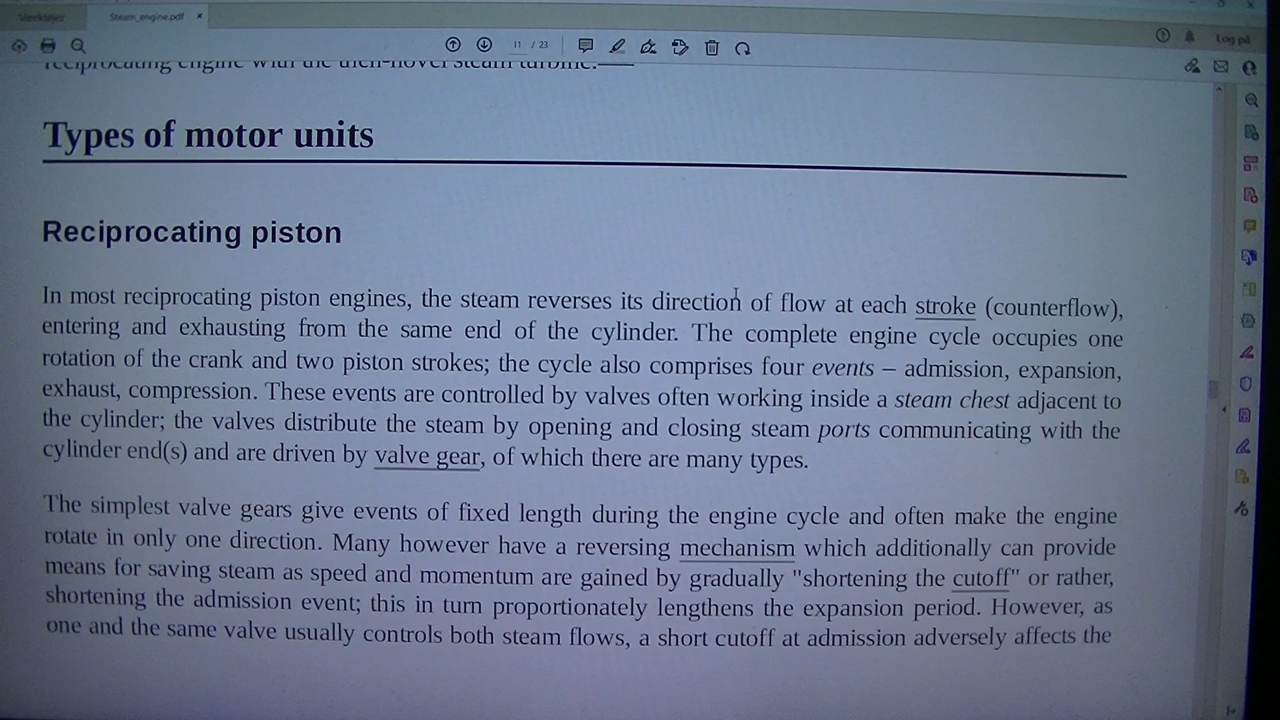 Værktøjer
Steam_engine.pdf ×
11 / 23
Log på
reciprocating engine with the then-novel steam turbine.
Types of motor units
Reciprocating piston
In most reciprocating piston engines, the steam reverses its direction of flow at each stroke (counterflow),
entering and exhausting from the same end of the cylinder. The complete engine cycle occupies one
rotation of the crank and two piston strokes; the cycle also comprises four events – admission, expansion,
exhaust, compression. These events are controlled by valves often working inside a steam chest adjacent to
the cylinder; the valves distribute the steam by opening and closing steam ports communicating with the
cylinder end(s) and are driven by valve gear, of which there are many types.
The simplest valve gears give events of fixed length during the engine cycle and often make the engine
rotate in only one direction. Many however have a reversing mechanism which additionally can provide
means for saving steam as speed and momentum are gained by gradually "shortening the cutoff" or rather,
shortening the admission event; this in turn proportionately lengthens the expansion period. However, as
one and the same valve usually controls both steam flows, a short cutoff at admission adversely affects the